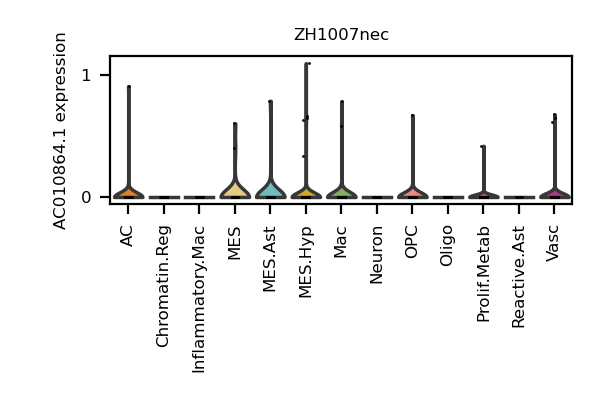 ZH1007nec
AC010864.1 expression
1
0
AC
Chromatin.Reg
Inflammatory.Mac
MES
MES.Ast
MES.Hyp
Mac
Neuron
OPC
Oligo
Prolif.Metab
Reactive.Ast
Vasc